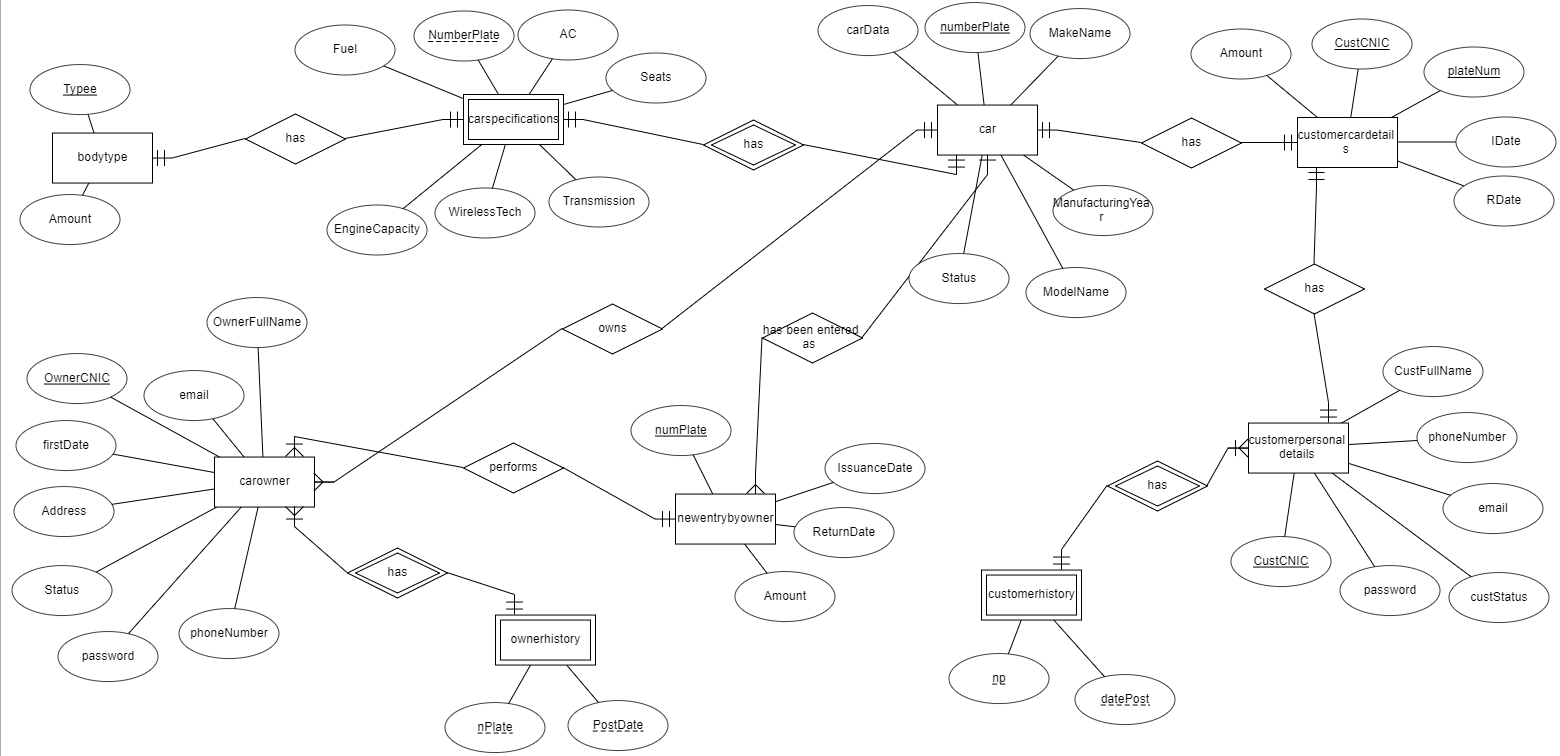 Fuel
NumberPlate
AC
Seats
Typee
bodytype
has
carspecifications
has
Amount
EngineCapacity
WirelessTech
Transmission
carData
numberPlate
MakeName
car
has
ManufacturingYea
r
Status
ModelName
Amount
CustCNIC
plateNum
customercardetail
s
IDate
RDate
has
owns
has been entered
as
OwnerFullName
OwnerCNIC
email
firstDate
carowner
Address
Status
password
phoneNumber
performs
has
ownerhistory
nPlate
PostDate
numPlate
IssuanceDate
newentrybyowner
ReturnDate
Amount
CustFullName
customerpersonal
details
phoneNumber
email
CustCNIC
password
custStatus
has
customerhistory
np
datePost